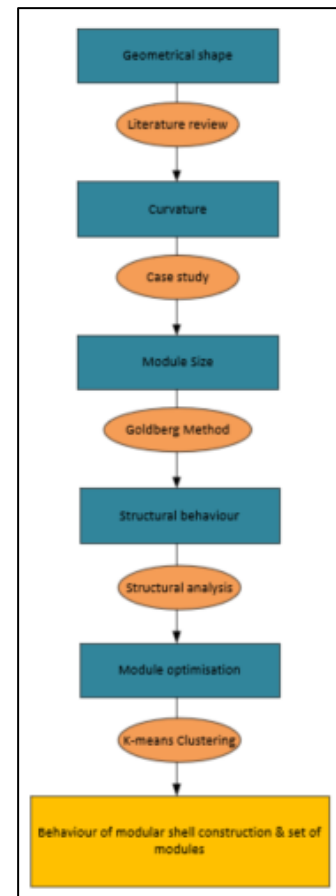 Geometrical shape
Literature review
Curvature
Case study
Module Size
Goldberg Method
Structural behaviour
Structural analysis
Module optimisation
K-means Clustering
Behaviour of modular shell construction & set of
modules